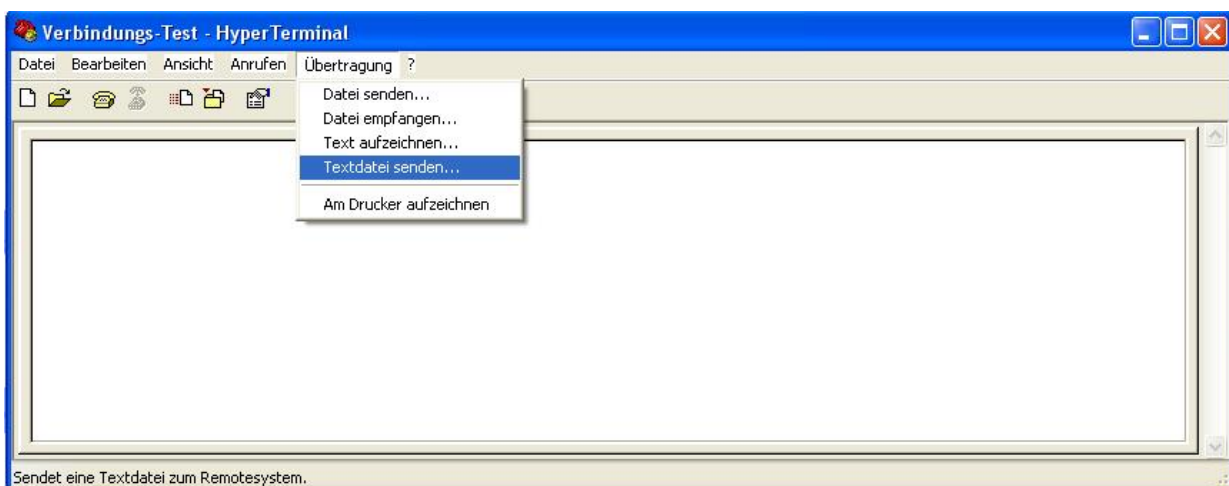 Verbindungs-Test - HyperTerminal
Datei Bearbeiten Ansicht Anrufen Übertragung ?
Datei senden...
Datei empfangen...
Text aufzeichnen...
Textdatei senden...
Am Drucker aufzeichnen
Sendet eine Textdatei zum Remotesystem.